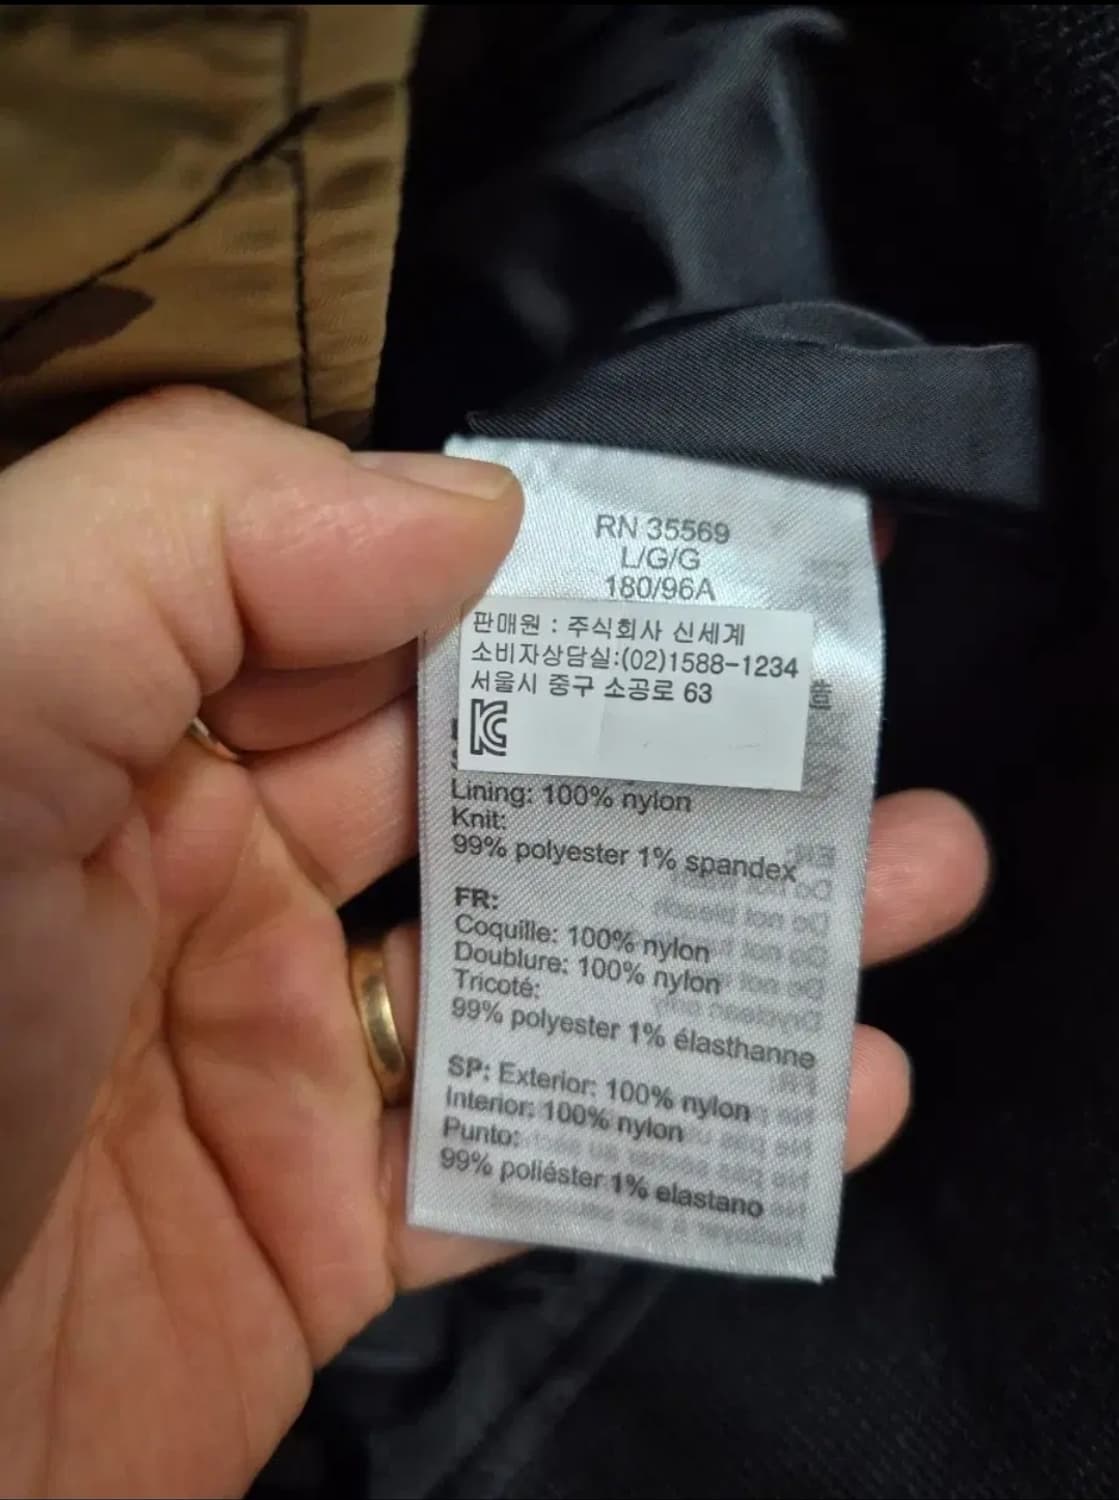 RN 35569
L/G/G
180/96A
판매원 : 주식회사 신세계
소비자상담실:(02)1588-1234
서울시 중구 소공로 63
KC
Lining: 100% nylon
Knit:
99% polyester 1% spandex
FR:
Coquille: 100% nylon
Doublure: 100% nylon
Tricoté:
99% polyester 1% élasthanne
SP: Exterior: 100% nylon
Interior: 100% nylon
Punto:
99% poliéster 1% elastano